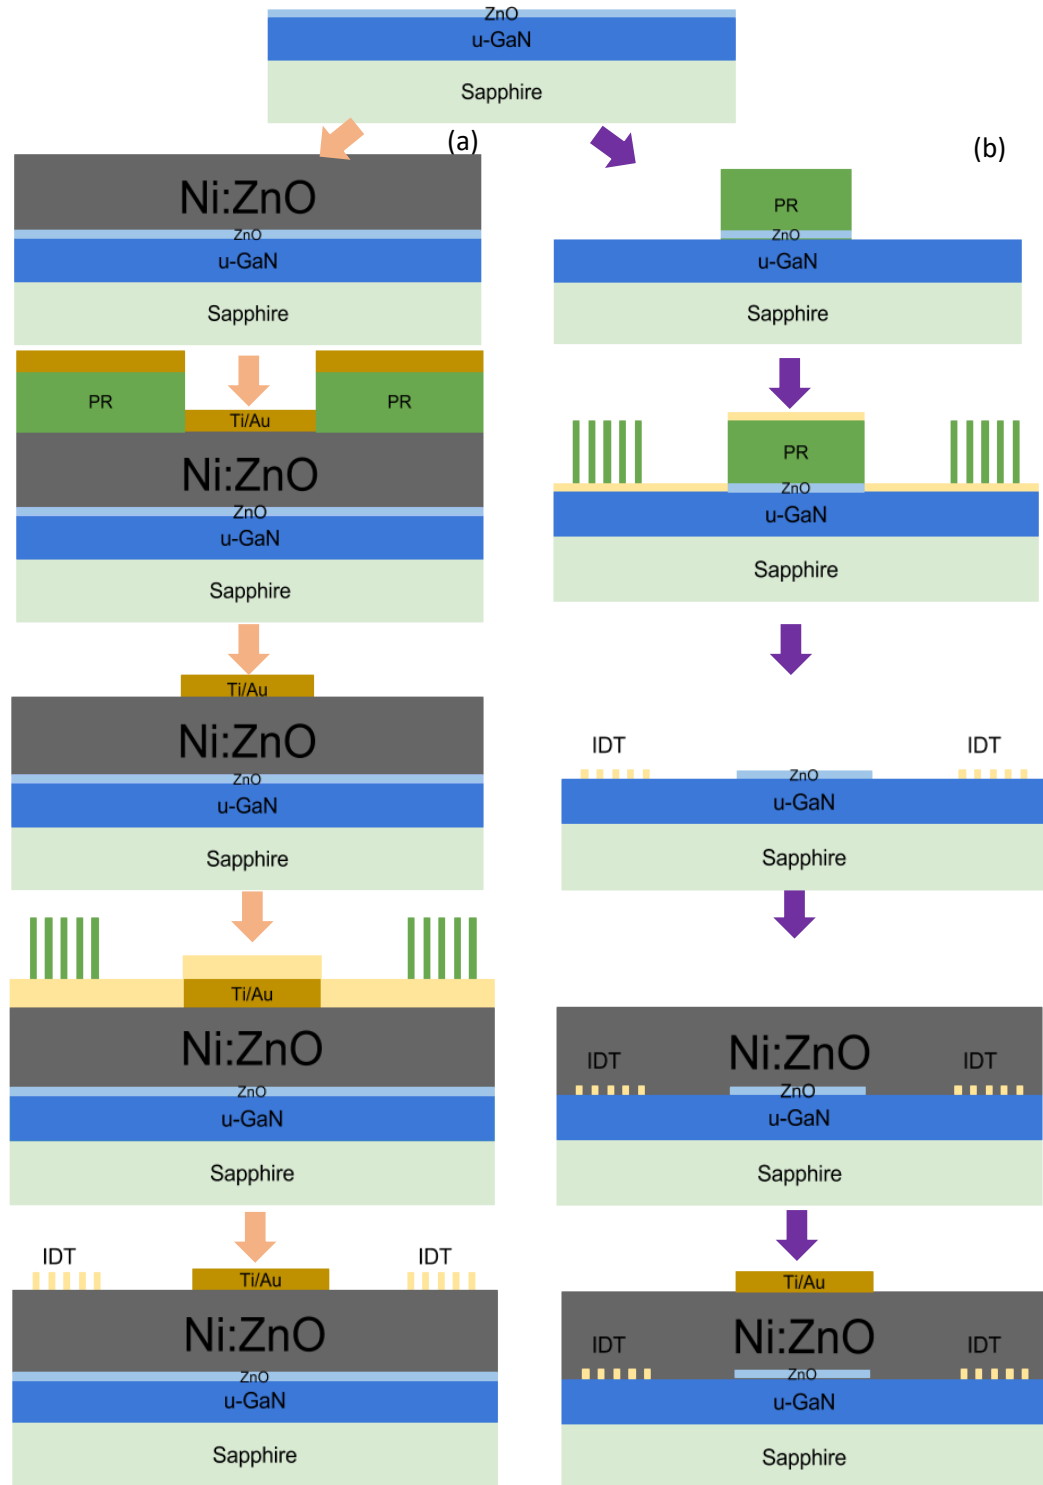 ZnO
u-GaN
Sapphire
(a)
Ni:ZnO
ZnO
u-GaN
Sapphire
PR
PR
Ti/Au
Ni:ZnO
ZnO
u-GaN
Sapphire
Ti/Au
Ni:ZnO
ZnO
u-GaN
Sapphire
Ti/Au
Ni:ZnO
ZnO
u-GaN
Sapphire
IDT
IDT
Ti/Au
Ni:ZnO
ZnO
u-GaN
Sapphire
(b)
PR
ZnO
u-GaN
Sapphire
PR
ZnO
u-GaN
Sapphire
IDT
IDT
ZnO
u-GaN
Sapphire
Ni:ZnO
IDT
IDT
ZnO
u-GaN
Sapphire
Ti/Au
Ni:ZnO
IDT
IDT
ZnO
u-GaN
Sapphire